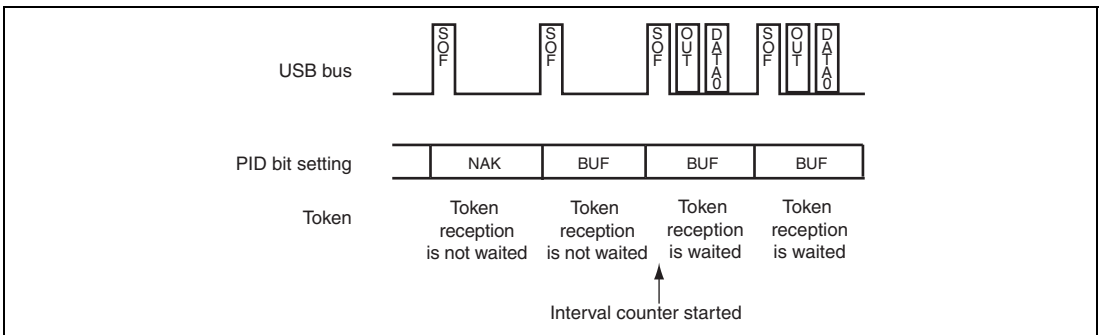 USB bus
SOF SOF SOF OUT DATA0 SOF OUT DATA0
PID bit setting
NAK BUF BUF BUF
Token
Token reception is not waited
Token reception is not waited
Token reception is waited
Token reception is waited
Interval counter started